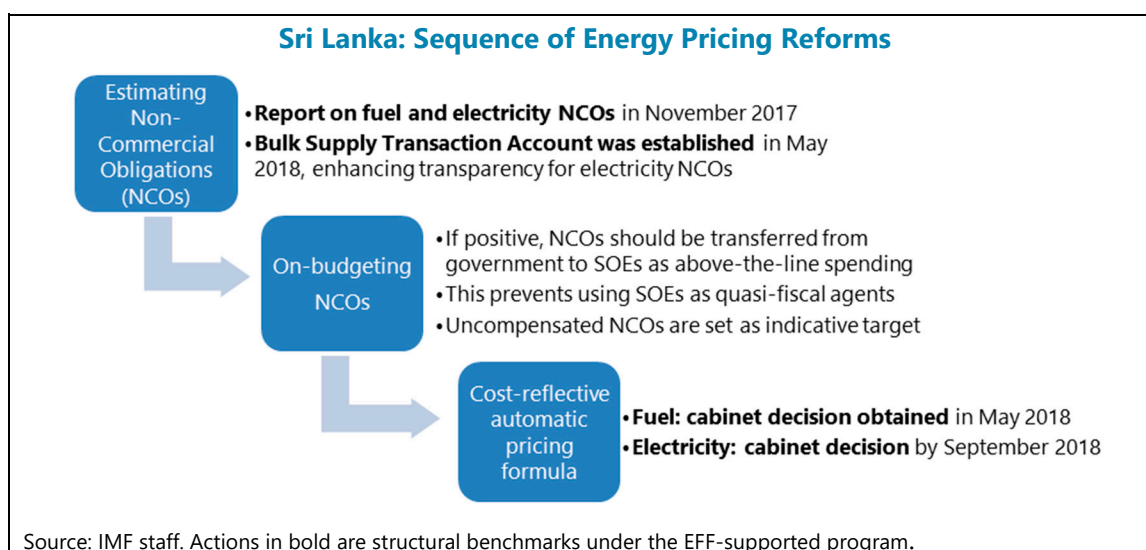 Sri Lanka: Sequence of Energy Pricing Reforms
Estimating
Non-
Commercial
Obligations
(NCOs)
•Report on fuel and electricity NCOs in November 2017
•Bulk Supply Transaction Account was established in May
2018, enhancing transparency for electricity NCOs
On-budgeting
NCOs
•If positive, NCOs should be transferred from
government to SOEs as above-the-line spending
•This prevents using SOEs as quasi-fiscal agents
•Uncompensated NCOs are set as indicative target
Cost-reflective
automatic
pricing
formula
•Fuel: cabinet decision obtained in May 2018
•Electricity: cabinet decision by September 2018
Source: IMF staff. Actions in bold are structural benchmarks under the EFF-supported program.